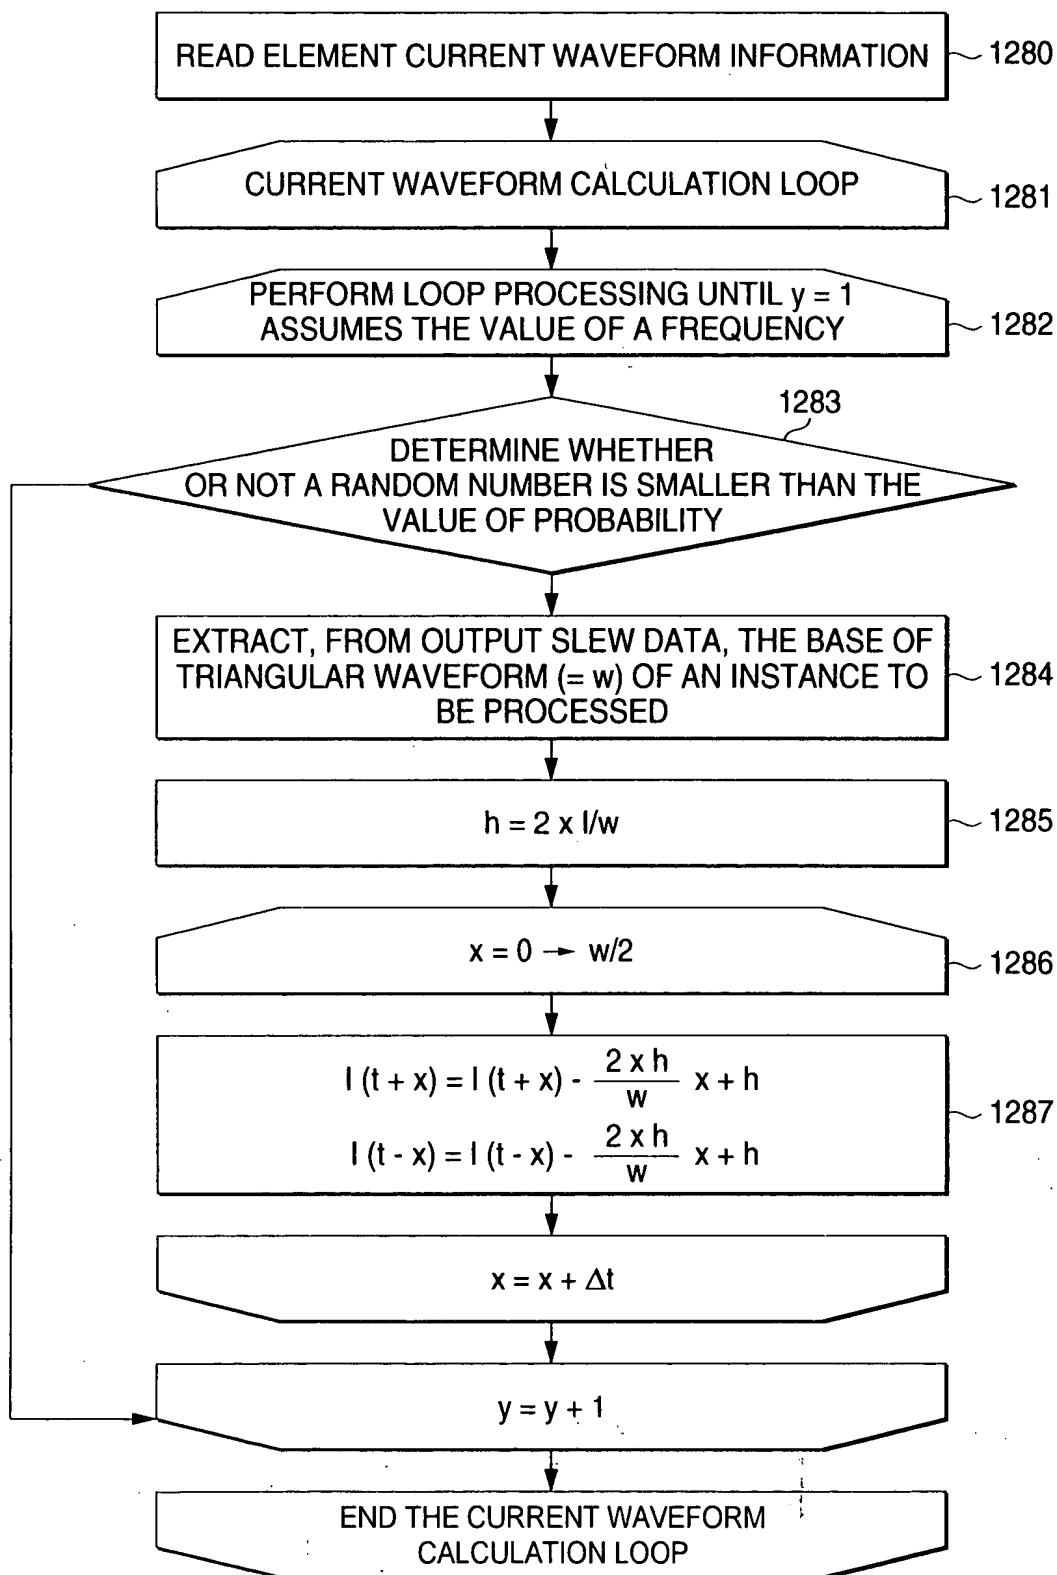 READ ELEMENT CURRENT WAVEFORM INFORMATION
1280
CURRENT WAVEFORM CALCULATION LOOP
1281
PERFORM LOOP PROCESSING UNTIL y = 1
ASSUMES THE VALUE OF A FREQUENCY
1282
1283
DETERMINE WHETHER
OR NOT A RANDOM NUMBER IS SMALLER THAN THE
VALUE OF PROBABILITY
EXTRACT, FROM OUTPUT SLEW DATA, THE BASE OF
TRIANGULAR WAVEFORM (= w) OF AN INSTANCE TO
BE PROCESSED
1284
h = 2 x I/w
1285
x = 0 → w/2
1286
I (t + x) = I (t + x) - 2 x h / w x + h
I (t - x) = I (t - x) - 2 x h / w x + h
1287
x = x + Δt
y = y + 1
END THE CURRENT WAVEFORM
CALCULATION LOOP